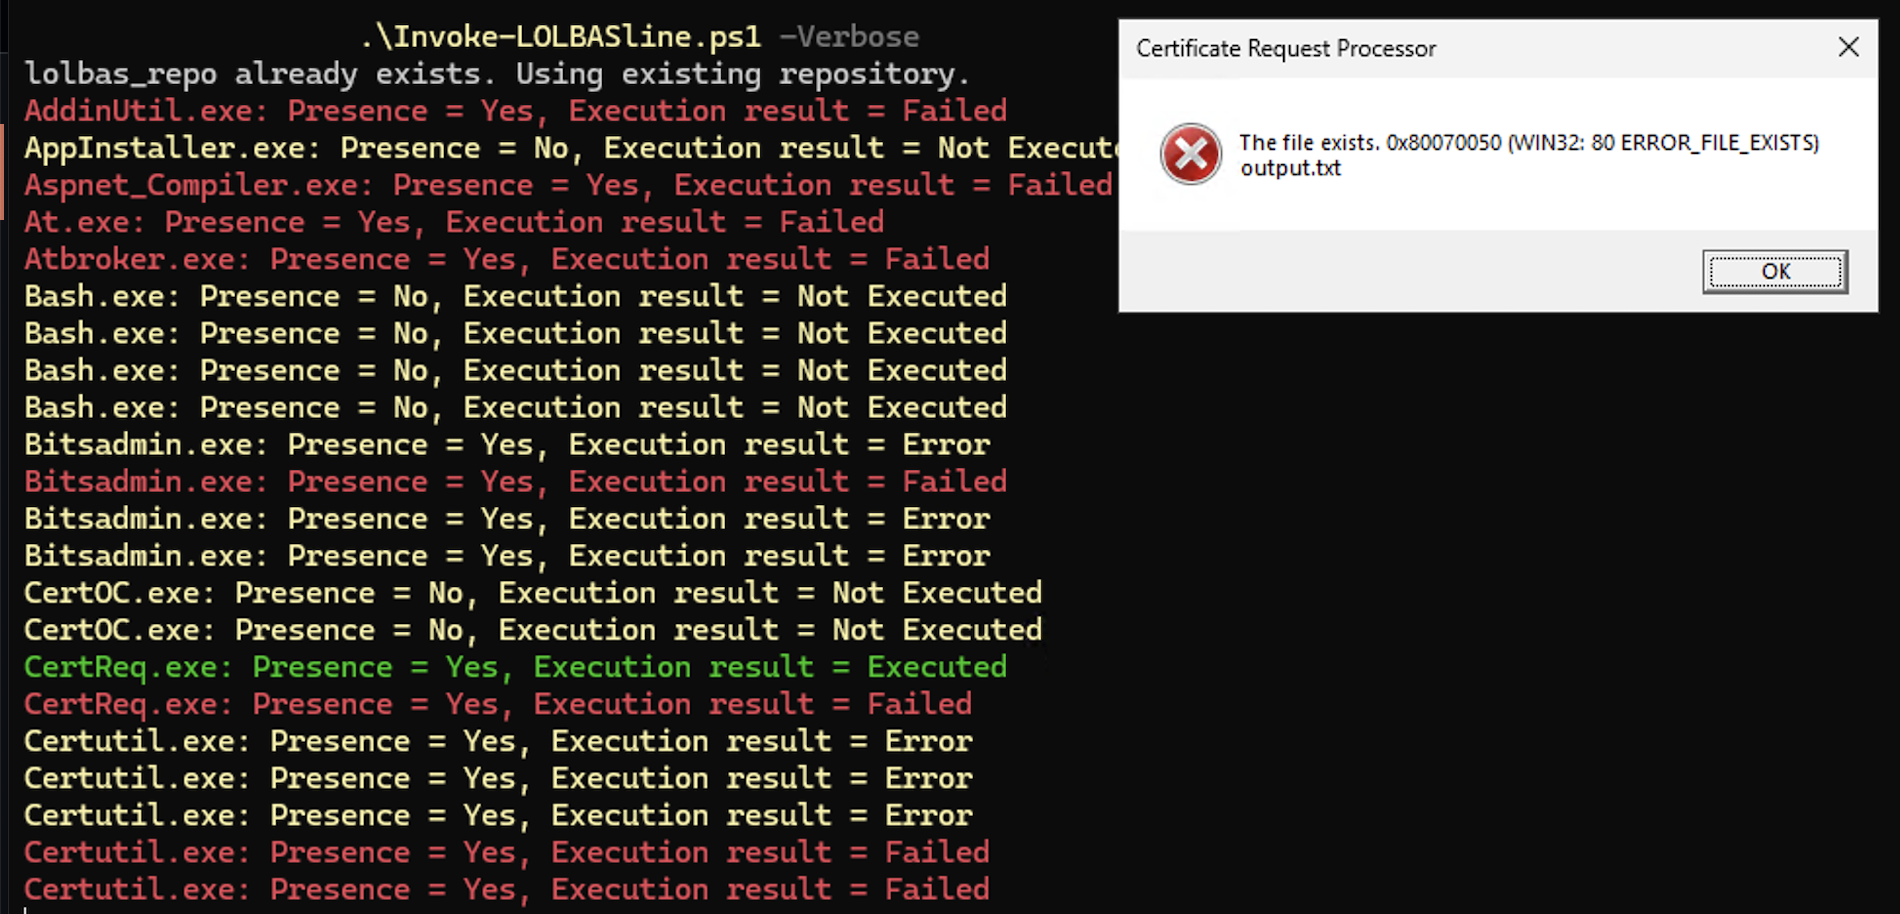 .\Invoke-LOLBASline.ps1 -Verbose
lolbas_repo already exists. Using existing repository.
AddinUtil.exe: Presence = Yes, Execution result = Failed
AppInstaller.exe: Presence = No, Execution result = Not Execute
Aspnet_Compiler.exe: Presence = Yes, Execution result = Failed
At.exe: Presence = Yes, Execution result = Failed
Atbroker.exe: Presence = Yes, Execution result = Failed
Bash.exe: Presence = No, Execution result = Not Executed
Bash.exe: Presence = No, Execution result = Not Executed
Bash.exe: Presence = No, Execution result = Not Executed
Bash.exe: Presence = No, Execution result = Not Executed
Bitsadmin.exe: Presence = Yes, Execution result = Error
Bitsadmin.exe: Presence = Yes, Execution result = Failed
Bitsadmin.exe: Presence = Yes, Execution result = Error
Bitsadmin.exe: Presence = Yes, Execution result = Error
CertOC.exe: Presence = No, Execution result = Not Executed
CertOC.exe: Presence = No, Execution result = Not Executed
CertReq.exe: Presence = Yes, Execution result = Executed
CertReq.exe: Presence = Yes, Execution result = Failed
Certutil.exe: Presence = Yes, Execution result = Error
Certutil.exe: Presence = Yes, Execution result = Error
Certutil.exe: Presence = Yes, Execution result = Error
Certutil.exe: Presence = Yes, Execution result = Failed
Certutil.exe: Presence = Yes, Execution result = Failed
Certificate Request Processor
The file exists. 0x80070050 (WIN32: 80 ERROR_FILE_EXISTS)
output.txt
OK